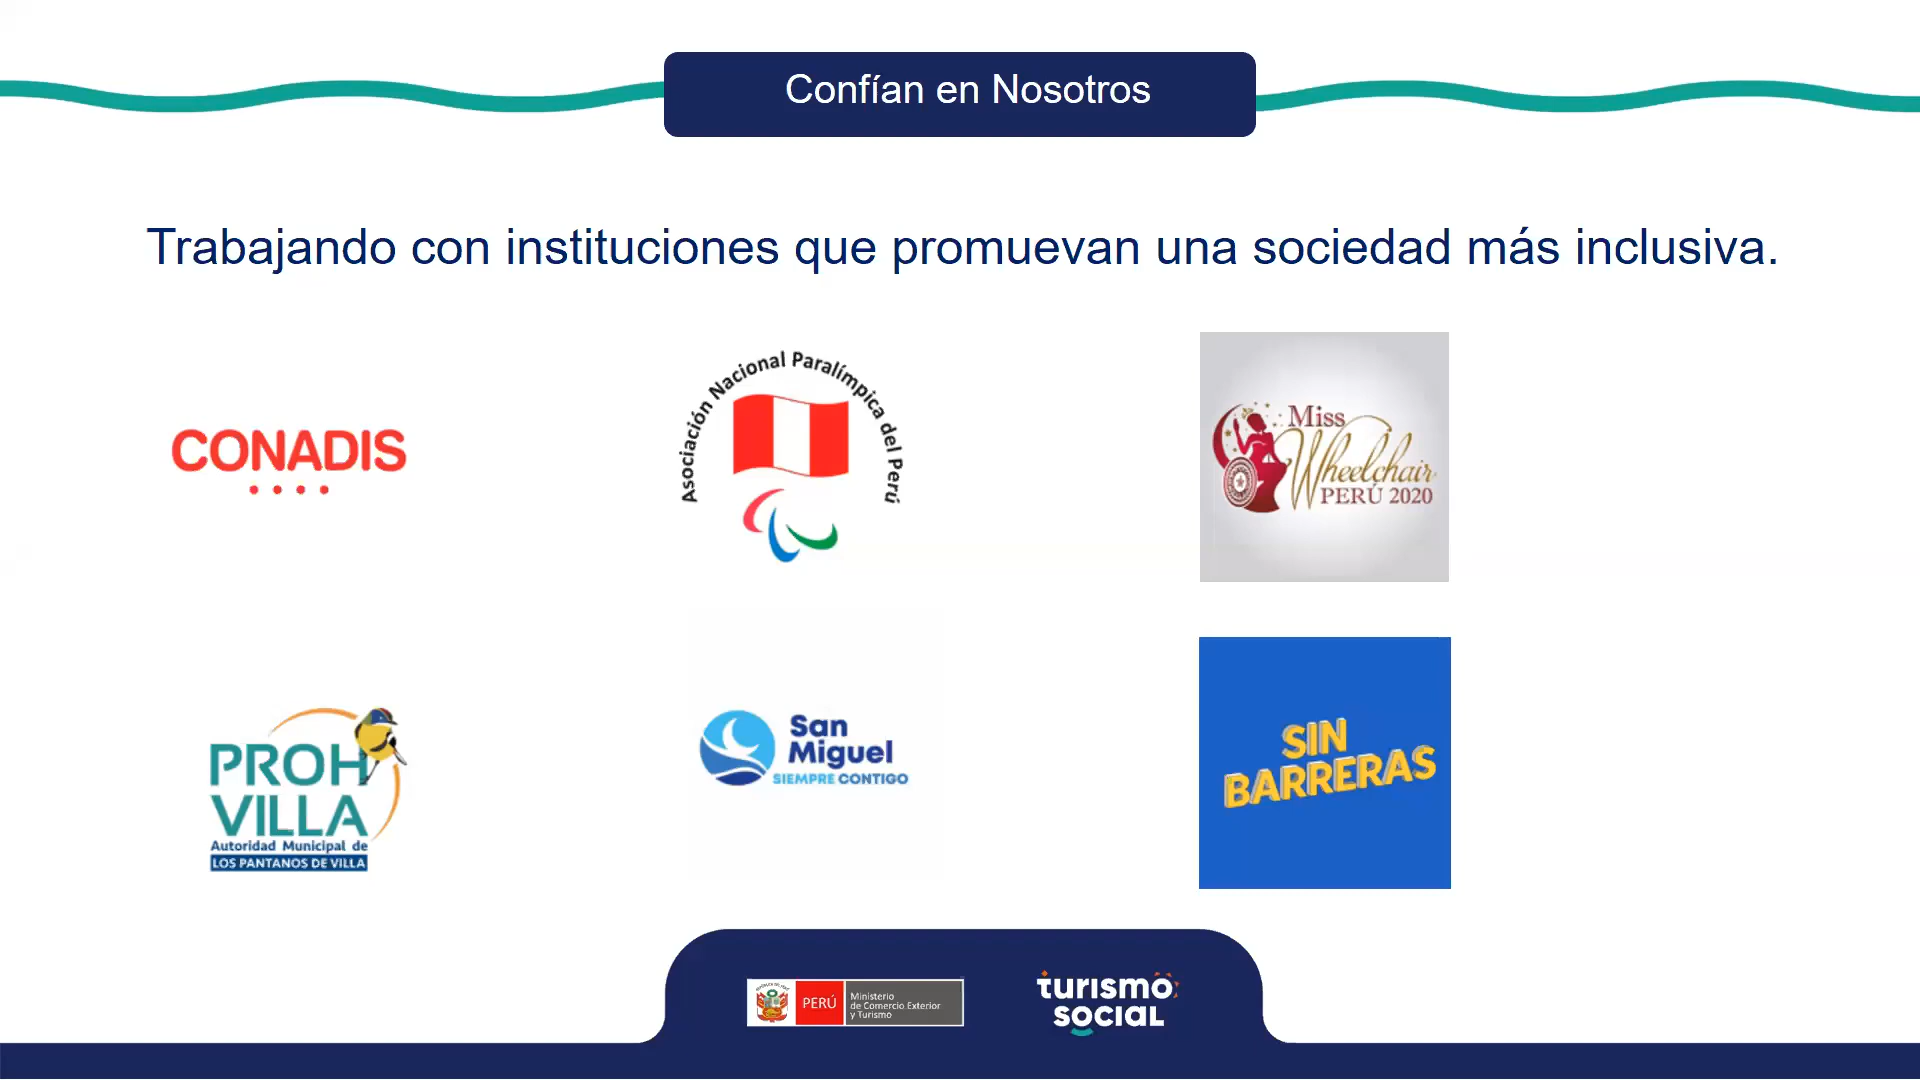 Confían en Nosotros
Trabajando con instituciones que promuevan una sociedad más inclusiva.
CONADIS
Asociación Nacional Paralímpica del Perú
Miss
Wheelchair
PERÚ 2020
PROH
VILLA
Autoridad Municipal de
LOS PANTANOS DE VILLA
San
Miguel
SIEMPRE CONTIGO
SIN
BARRERAS
PERÚ
Ministerio
de Comercio Exterior
y Turismo
turismo
social